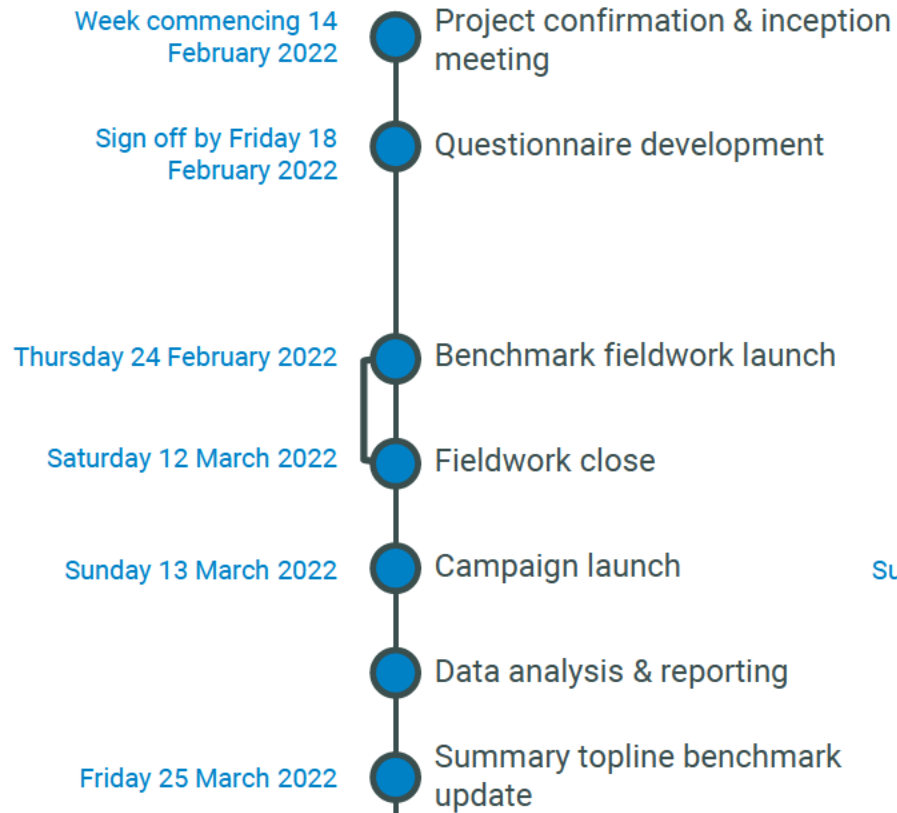 Week commencing 14
February 2022
Project confirmation & inception
meeting
Sign off by Friday 18
February 2022
Questionnaire development
Thursday 24 February 2022
Benchmark fieldwork launch
Saturday 12 March 2022
Fieldwork close
Sunday 13 March 2022
Campaign launch
Data analysis & reporting
Friday 25 March 2022
Summary topline benchmark
update